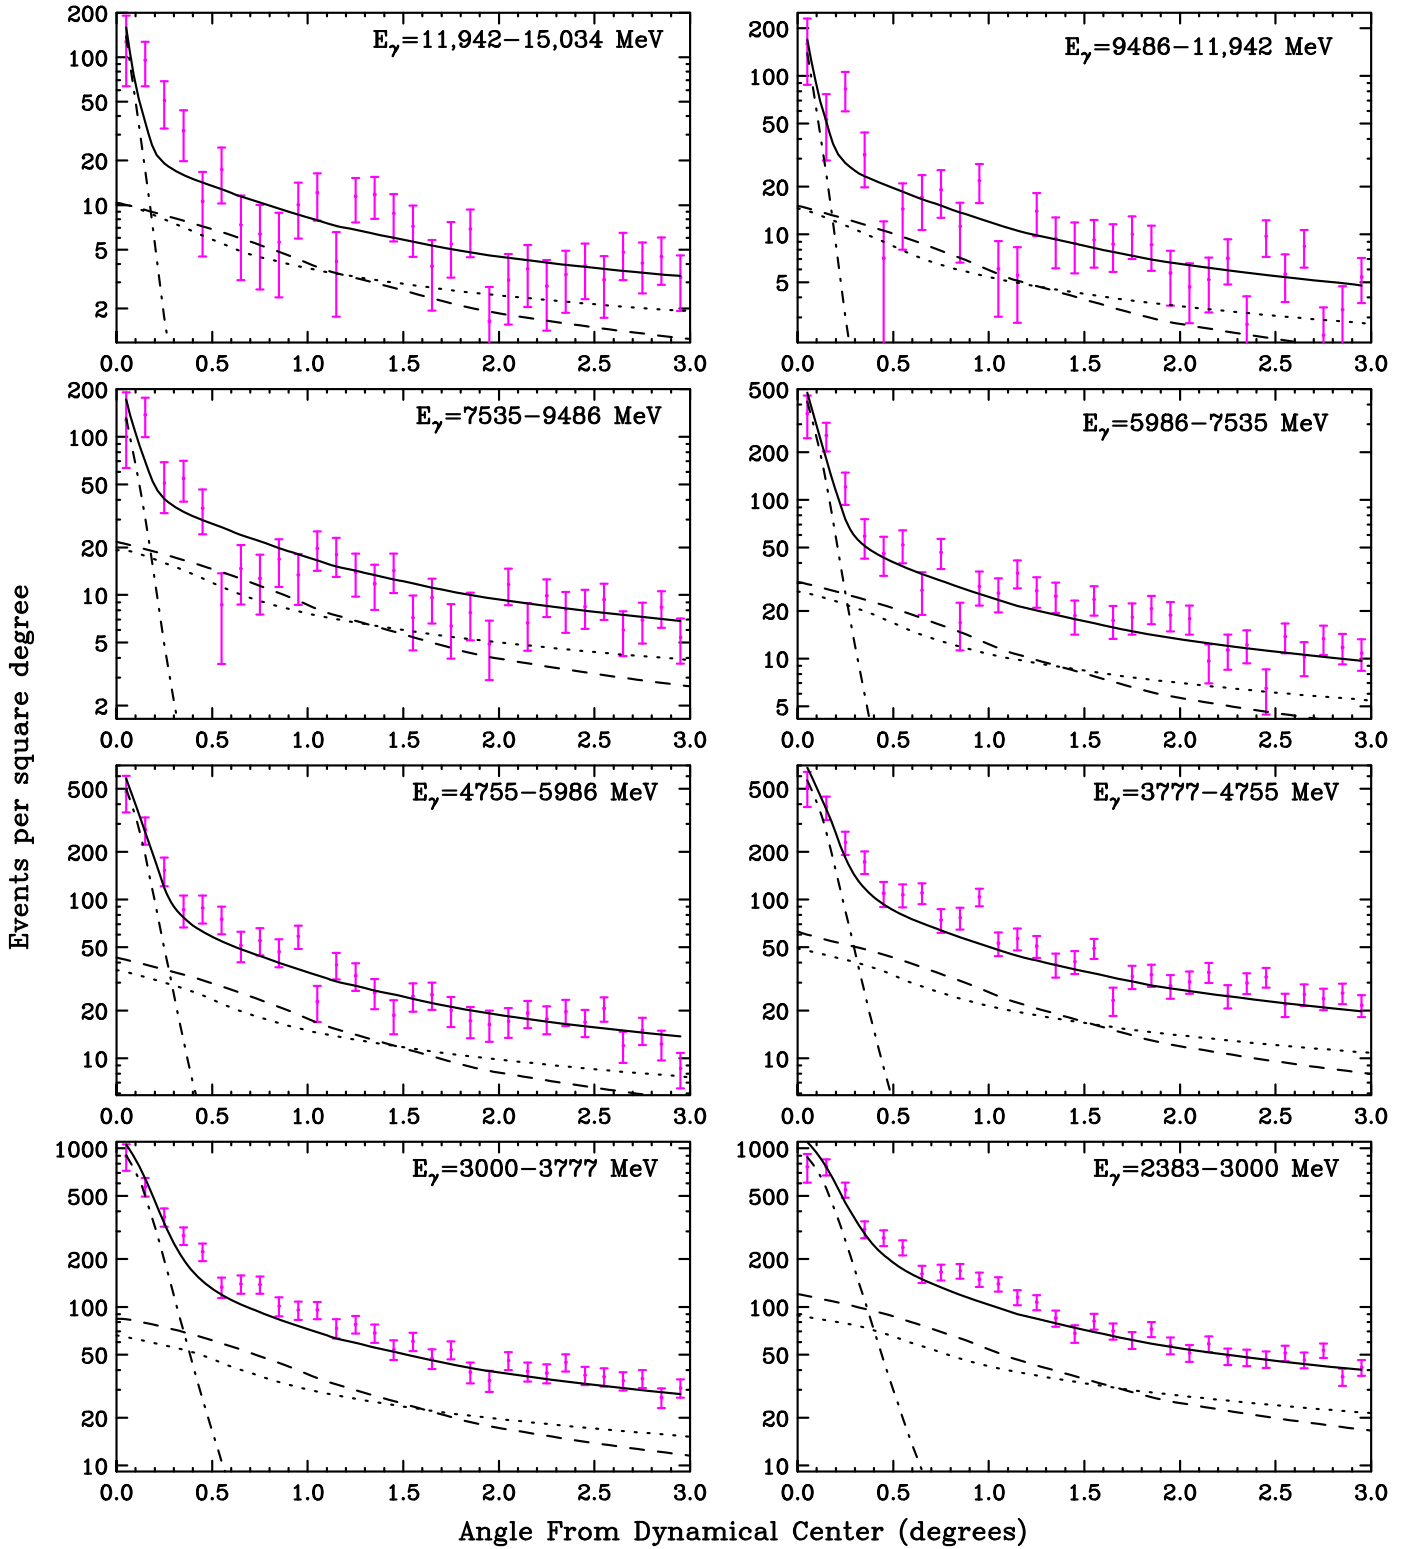 Eγ=11,942−15,034 MeV
200
100
50
20
10
5
2
0.0 0.5 1.0 1.5 2.0 2.5 3.0
Eγ=9486−11,942 MeV
200
100
50
20
10
5
0.0 0.5 1.0 1.5 2.0 2.5 3.0
Eγ=7535−9486 MeV
200
100
50
20
10
5
2
0.0 0.5 1.0 1.5 2.0 2.5 3.0
Eγ=5986−7535 MeV
500
200
100
50
20
10
5
0.0 0.5 1.0 1.5 2.0 2.5 3.0
Eγ=4755−5986 MeV
500
200
100
50
20
10
0.0 0.5 1.0 1.5 2.0 2.5 3.0
Eγ=3777−4755 MeV
500
200
100
50
20
10
0.0 0.5 1.0 1.5 2.0 2.5 3.0
Eγ=3000−3777 MeV
1000
500
200
100
50
20
10
0.0 0.5 1.0 1.5 2.0 2.5 3.0
Eγ=2383−3000 MeV
1000
500
200
100
50
20
10
0.0 0.5 1.0 1.5 2.0 2.5 3.0
Events per square degree
Angle From Dynamical Center (degrees)